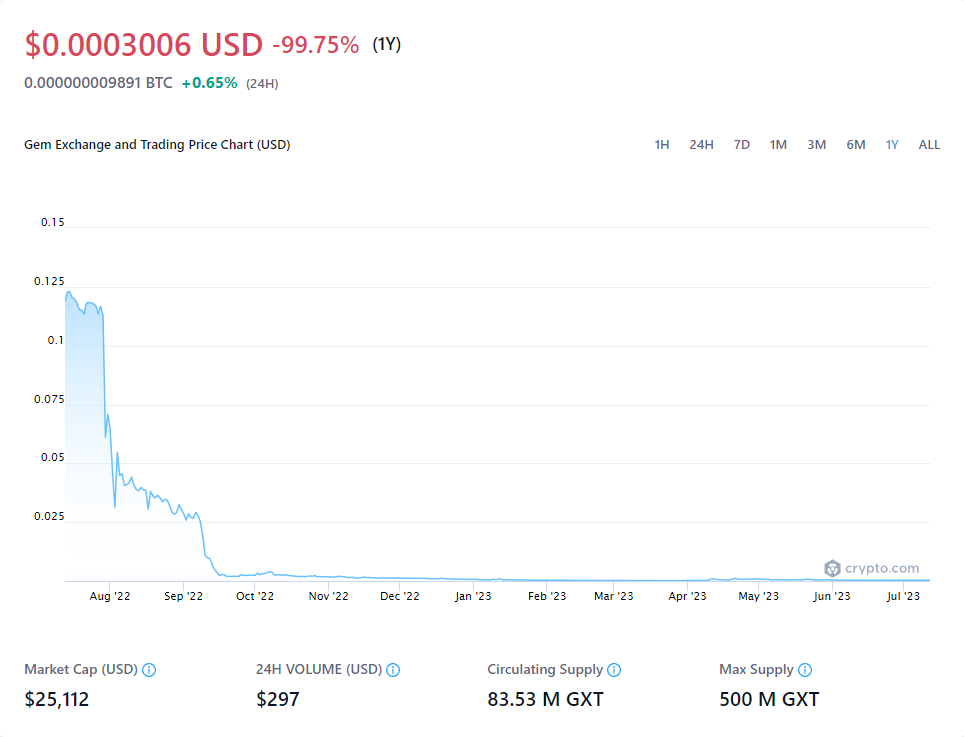 $0.0003006 USD -99.75% (1Y)
0.000000009891 BTC +0.65% (24H)
Gem Exchange and Trading Price Chart (USD) 1H 24H 7D 1M 3M 6M 1Y ALL
0.15
0.125
0.1
0.075
0.05
0.025
crypto.com
Aug '22 Sep '22 Oct '22 Nov '22 Dec '22 Jan '23 Feb '23 Mar '23 Apr '23 May '23 Jun '23 Jul '23
Market Cap (USD) 24H VOLUME (USD) Circulating Supply Max Supply
$25,112 $297 83.53 M GXT 500 M GXT